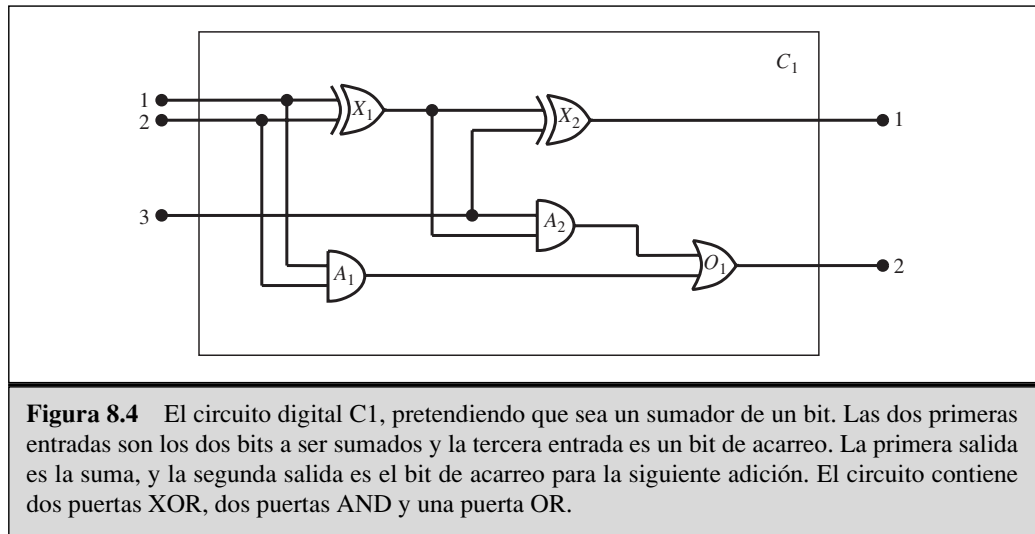 C1
1
2
3
X1
X2
A2
A1
O1
1
2
Figura 8.4 El circuito digital C1, pretendiendo que sea un sumador de un bit. Las dos primeras
entradas son los dos bits a ser sumados y la tercera entrada es un bit de acarreo. La primera salida
es la suma, y la segunda salida es el bit de acarreo para la siguiente adición. El circuito contiene
dos puertas XOR, dos puertas AND y una puerta OR.